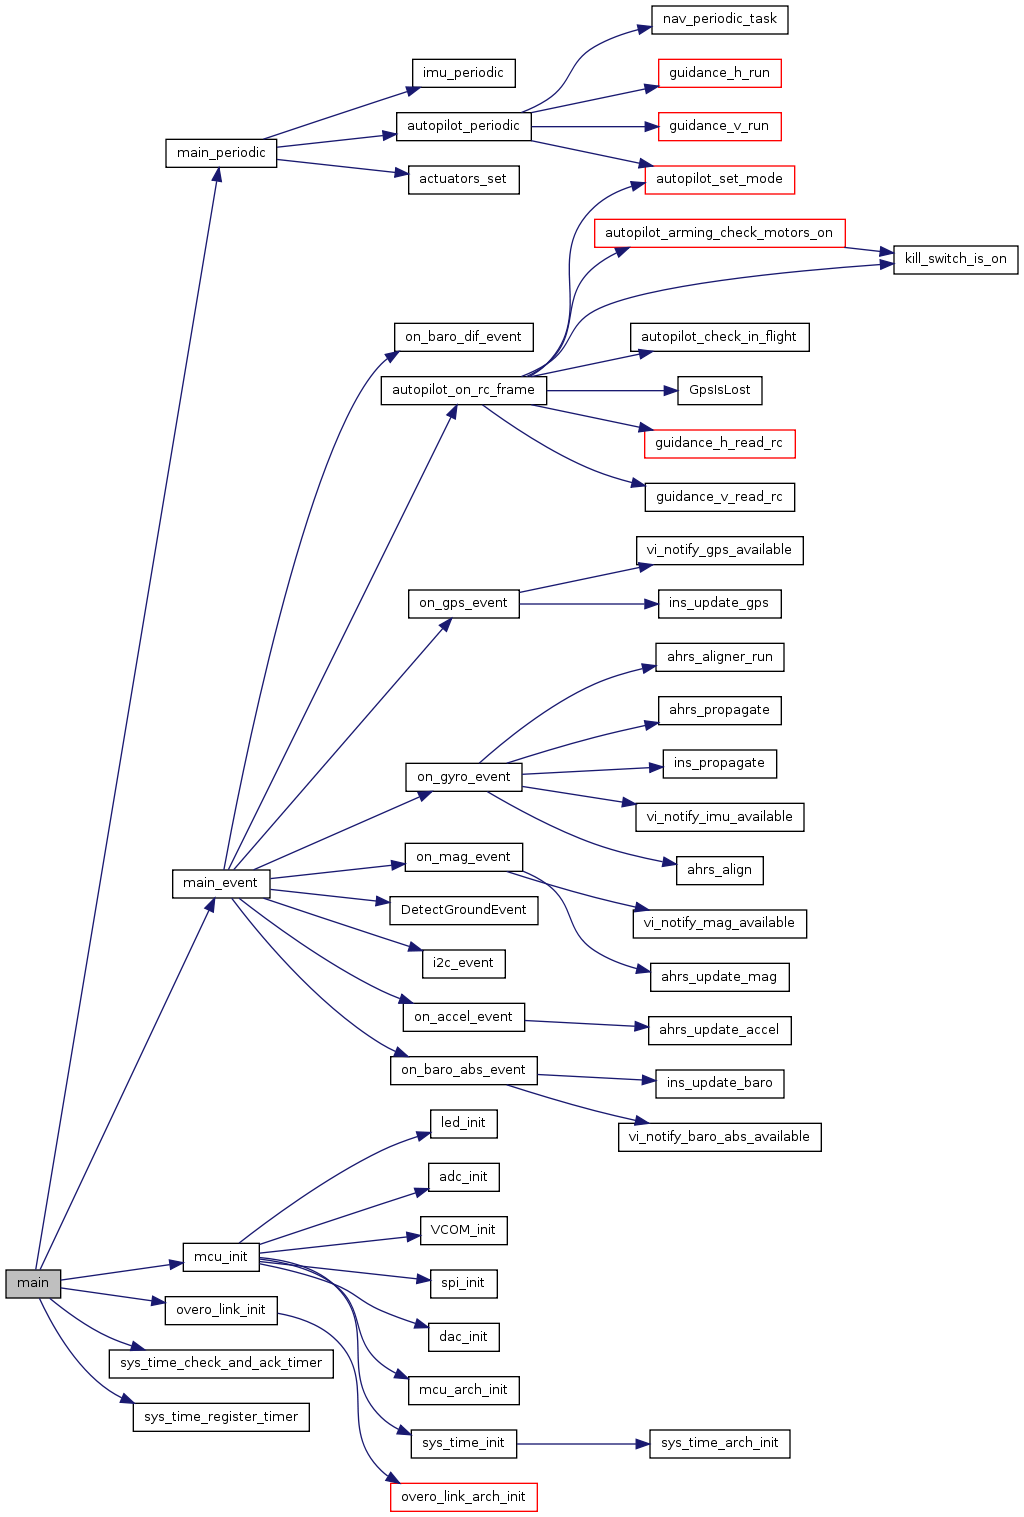 nav_periodic_task
imu_periodic
guidance_h_run
autopilot_periodic
guidance_v_run
main_periodic
actuators_set
autopilot_set_mode
autopilot_arming_check_motors_on
kill_switch_is_on
on_baro_dif_event
autopilot_check_in_flight
autopilot_on_rc_frame
GpsIsLost
guidance_h_read_rc
guidance_v_read_rc
vi_notify_gps_available
on_gps_event
ins_update_gps
ahrs_aligner_run
ahrs_propagate
ins_propagate
on_gyro_event
vi_notify_imu_available
on_mag_event
ahrs_align
main_event
DetectGroundEvent
vi_notify_mag_available
i2c_event
ahrs_update_mag
on_accel_event
ahrs_update_accel
on_baro_abs_event
ins_update_baro
led_init
vi_notify_baro_abs_available
adc_init
VCOM_init
mcu_init
main
spi_init
overo_link_init
dac_init
sys_time_check_and_ack_timer
mcu_arch_init
sys_time_register_timer
sys_time_init
sys_time_arch_init
overo_link_arch_init